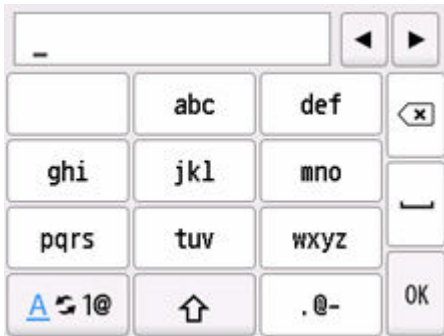 _
abc def
ghi jkl mno
pqrs tuv wxyz
A 1@ .@- OK